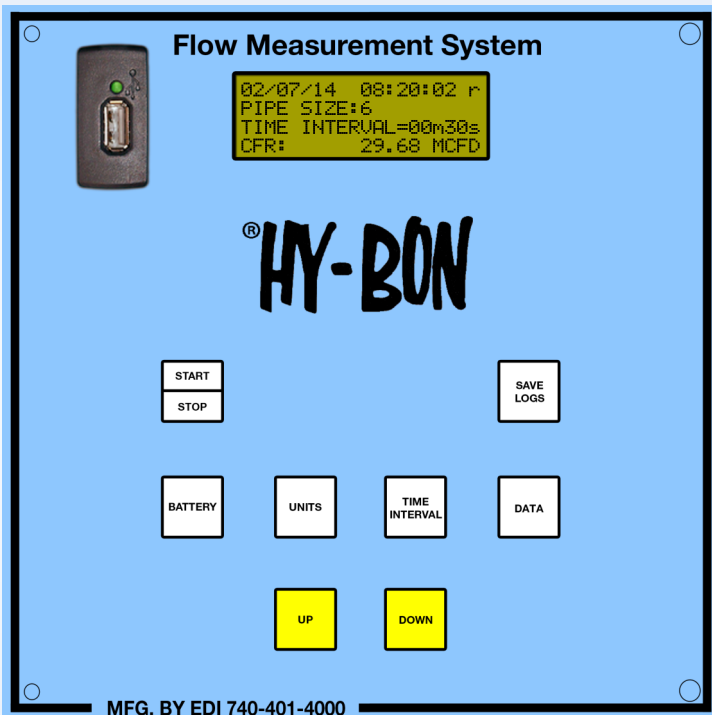 Flow Measurement System
02/07/14 08:20:02 r
PIPE SIZE:6
TIME INTERVAL=00m30s
CFR: 29.68 MCFD
®HY-BON
START
STOP
SAVE
LOGS
BATTERY
UNITS
TIME
INTERVAL
DATA
UP
DOWN
MFG. BY EDI 740-401-4000